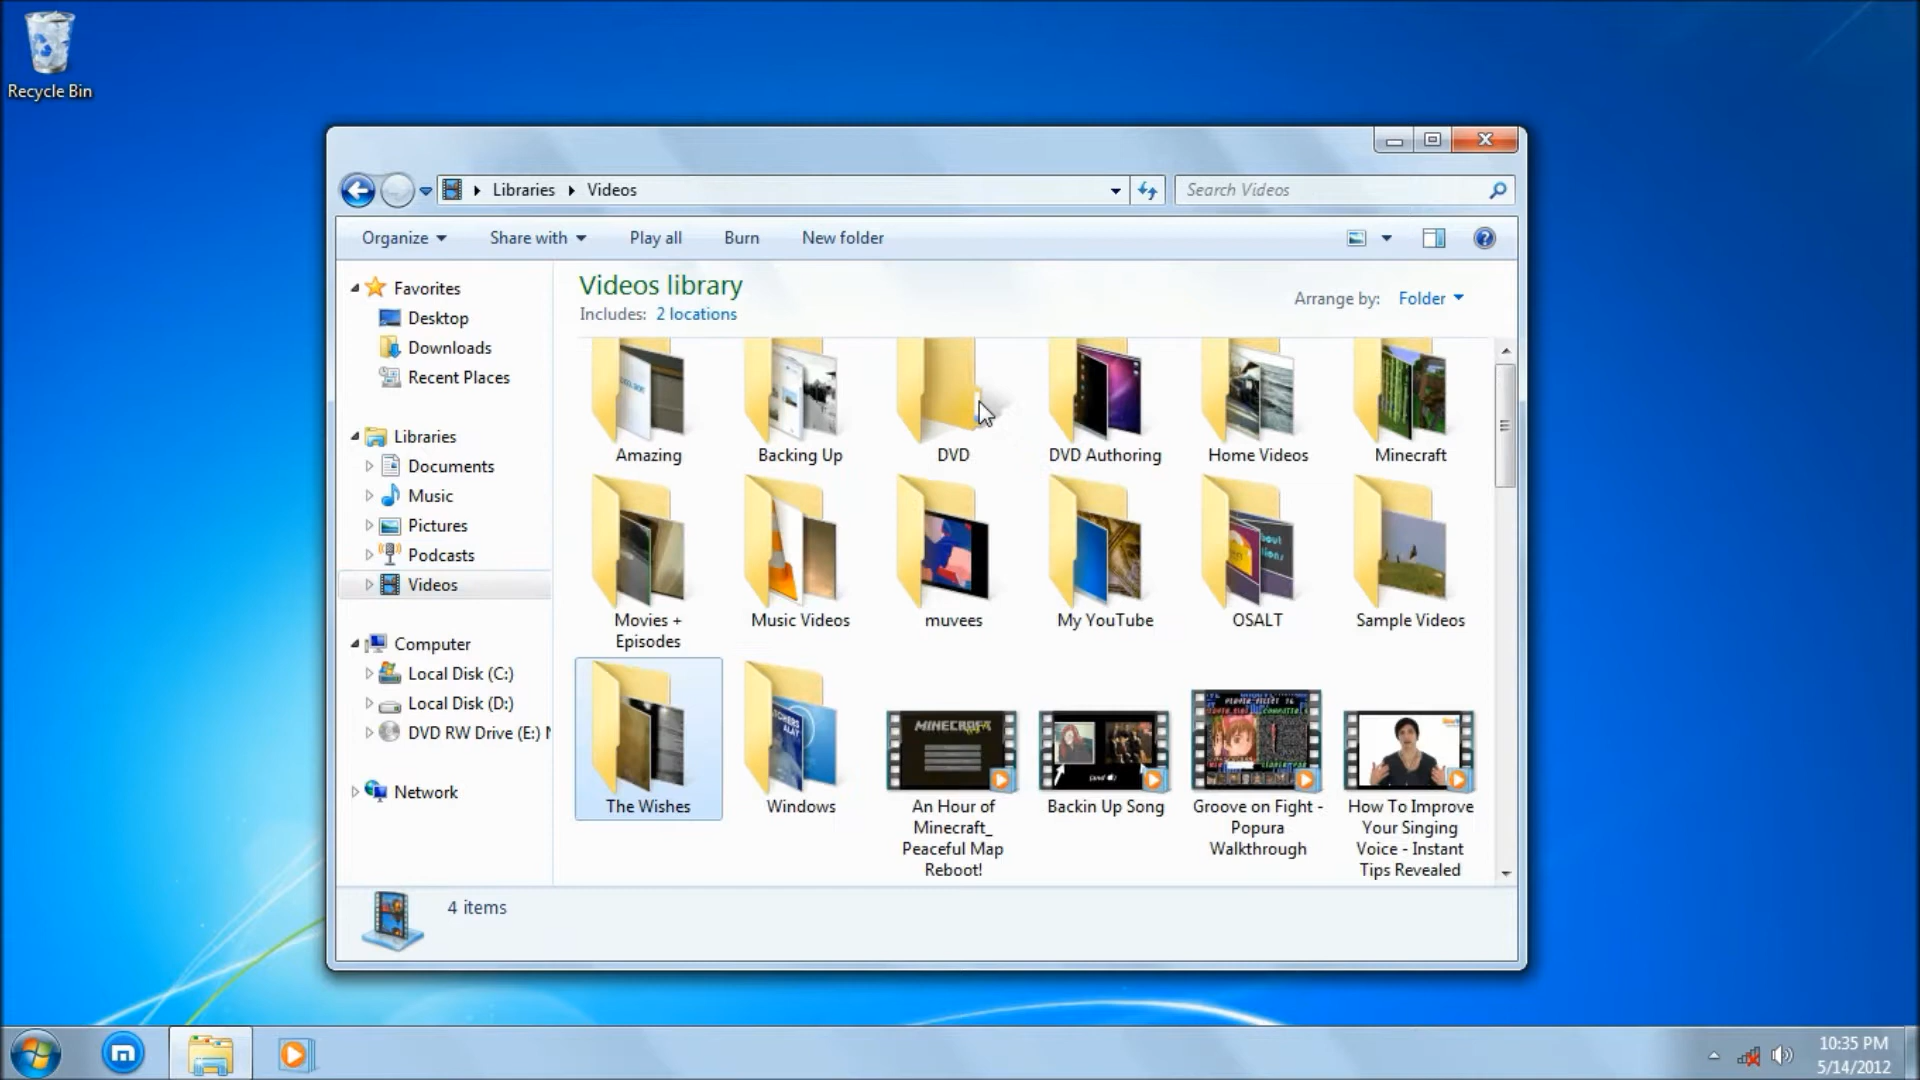 Recycle Bin
Libraries
Videos
Search Videos
Organize
Share with
Play all
Burn
New folder
Favorites
Desktop
Downloads
Recent Places
Libraries
Documents
Music
Pictures
Podcasts
Videos
Computer
Local Disk (C:)
Local Disk (D:)
DVD RW Drive (E:)
Network
Videos library
Includes: 2 locations
Arrange by: Folder
Amazing
Backing Up
DVD
DVD Authoring
Home Videos
Minecraft
Movies +
Episodes
Music Videos
muvees
My YouTube
OSALT
Sample Videos
The Wishes
Windows
MINECRAFT
An Hour of
Minecraft_
Peaceful Map
Reboot!
Backin Up Song
Groove on Fight -
Popura
Walkthrough
How To Improve
Your Singing
Voice - Instant
Tips Revealed
4 items
10:35 PM
5/14/2012